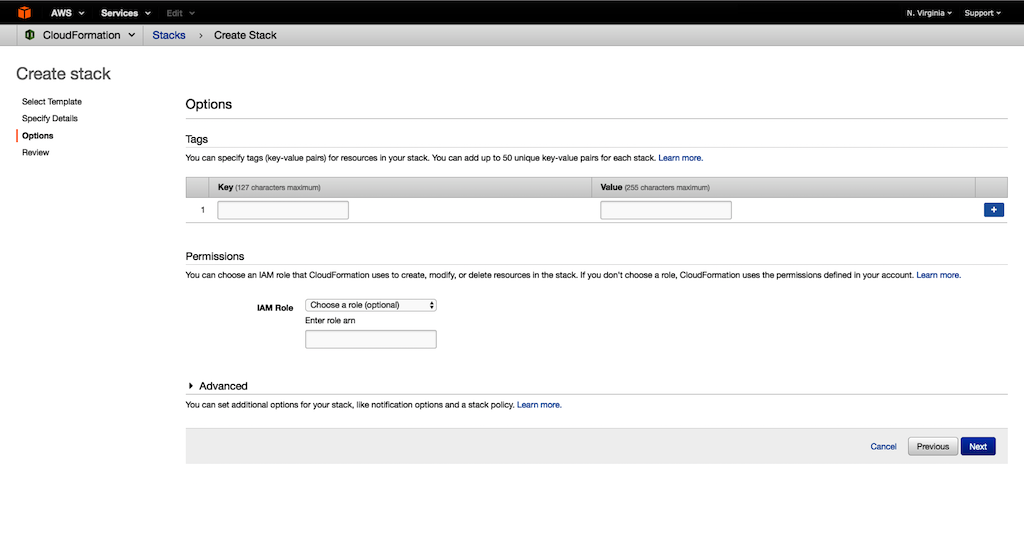 AWS Services Edit N. Virginia Support
CloudFormation Stacks › Create Stack
Create stack
Select Template
Specify Details
Options
Review
Options
Tags
You can specify tags (key-value pairs) for resources in your stack. You can add up to 50 unique key-value pairs for each stack. Learn more.
Key (127 characters maximum) Value (255 characters maximum)
1 +
Permissions
You can choose an IAM role that CloudFormation uses to create, modify, or delete resources in the stack. If you don't choose a role, CloudFormation uses the permissions defined in your account. Learn more.
IAM Role Choose a role (optional)
Enter role arn
Advanced
You can set additional options for your stack, like notification options and a stack policy. Learn more.
Cancel Previous Next